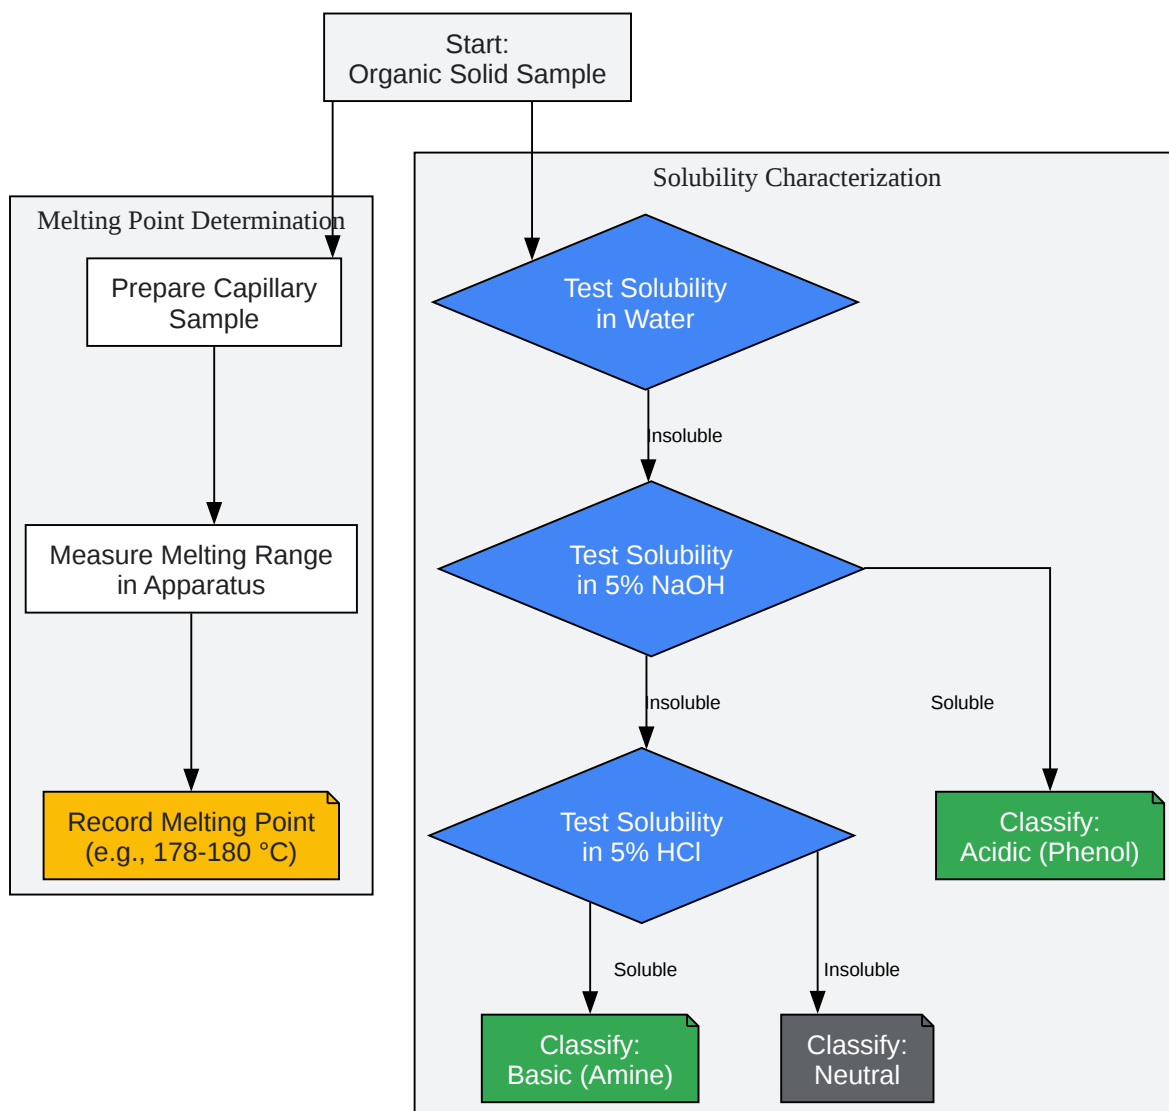 Start:
Organic Solid Sample
Melting Point Determination
Prepare Capillary
Sample
Measure Melting Range
in Apparatus
Record Melting Point
(e.g., 178-180 °C)
Solubility Characterization
Test Solubility
in Water
Insoluble
Test Solubility
in 5% NaOH
Insoluble
Soluble
Test Solubility
in 5% HCl
Classify:
Acidic (Phenol)
Soluble
Insoluble
Classify:
Basic (Amine)
Classify:
Neutral